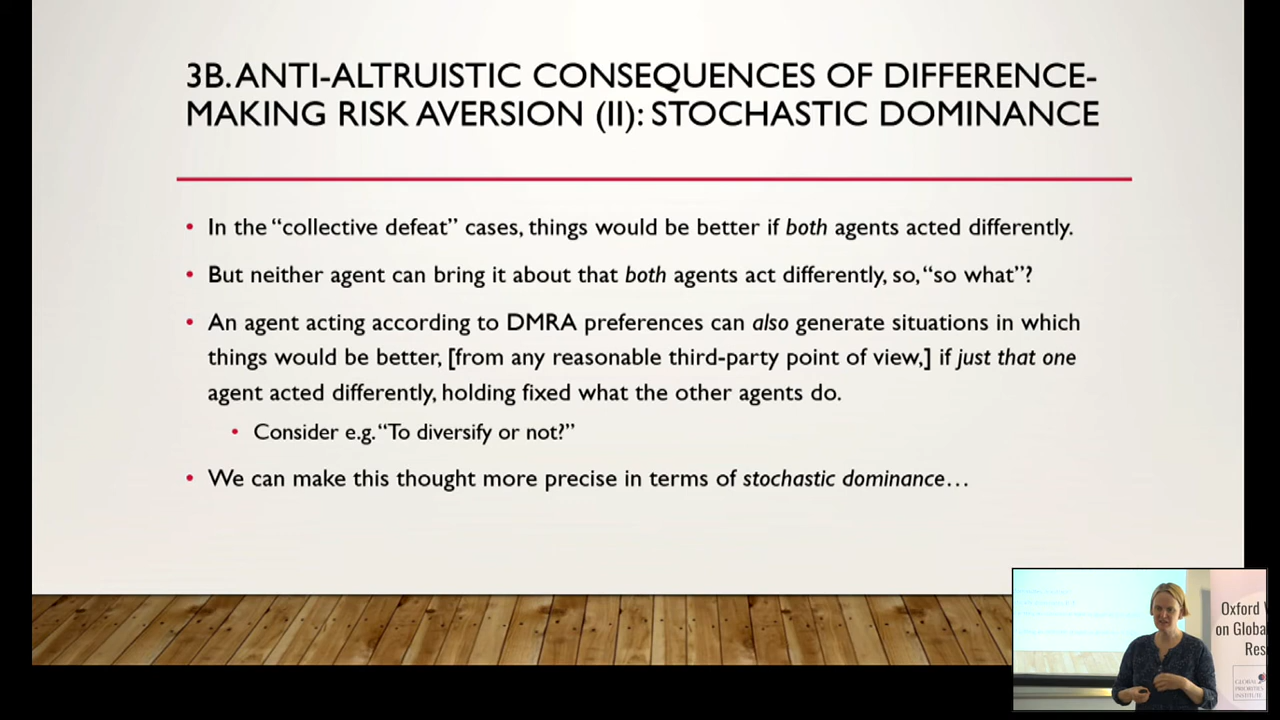 3B. ANTI-ALTRUISTIC CONSEQUENCES OF DIFFERENCE-
MAKING RISK AVERSION (II): STOCHASTIC DOMINANCE
• In the “collective defeat” cases, things would be better if both agents acted differently.
• But neither agent can bring it about that both agents act differently, so, “so what”?
• An agent acting according to DMRA preferences can also generate situations in which
things would be better, [from any reasonable third-party point of view,] if just that one
agent acted differently, holding fixed what the other agents do.
• Consider e.g. “To diversify or not?”
• We can make this thought more precise in terms of stochastic dominance…
Oxford
on Globa
Res
GLOBAL
PRIORITIES
INSTITUTE